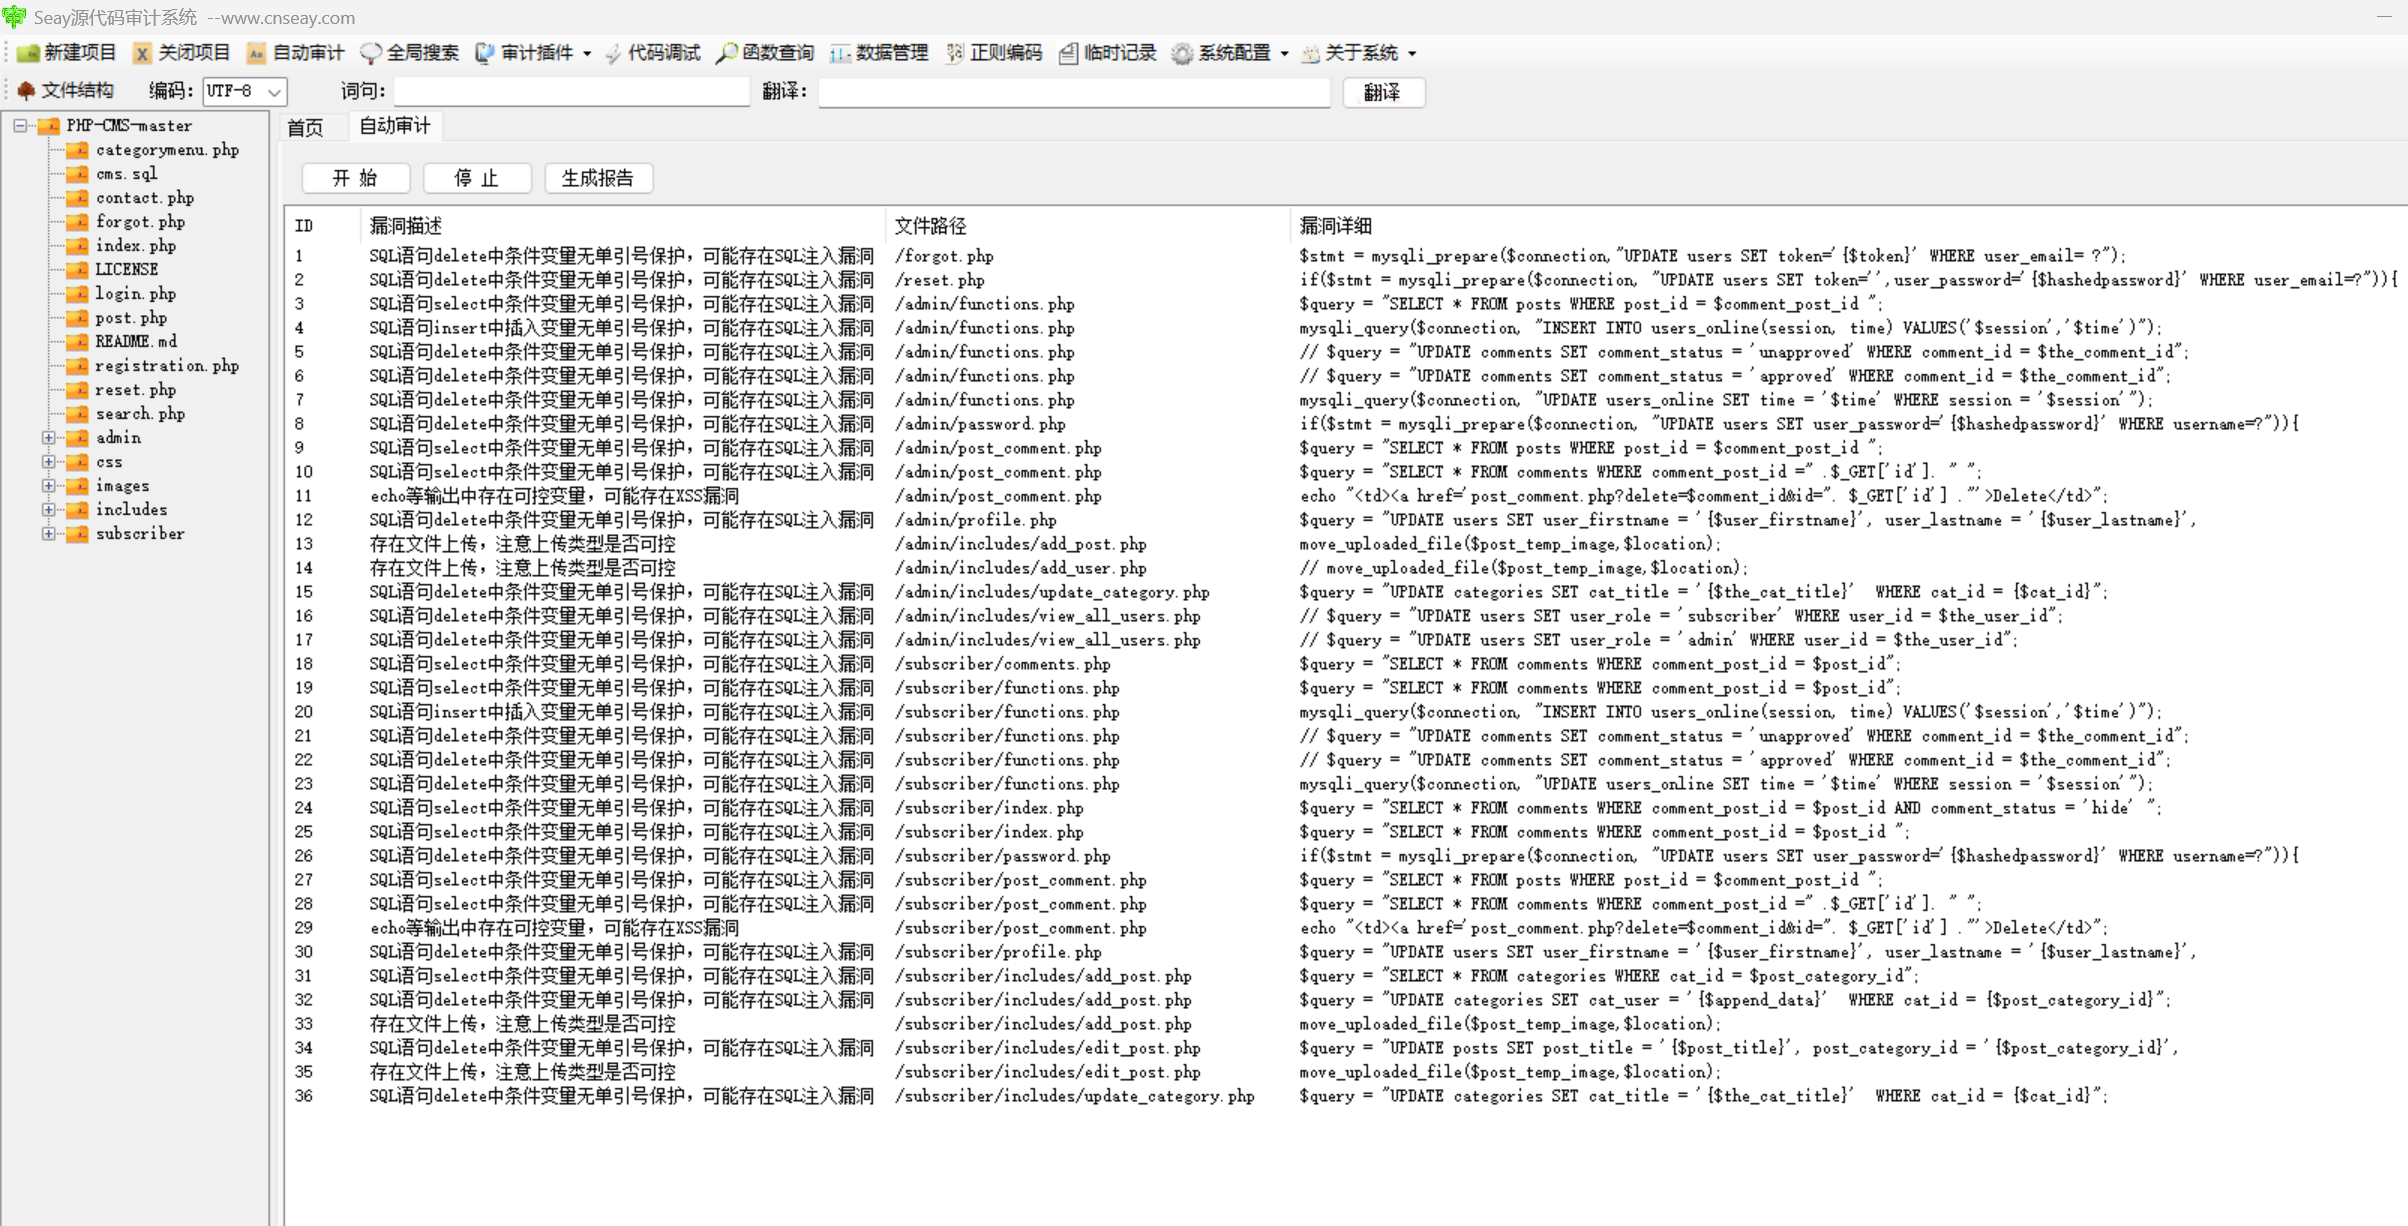 Seay源代码审计系统 --www.cnseay.com
新建项目 关闭项目 自动审计 全局搜索 审计插件 代码调试 函数查询 数据管理 正则编码 临时记录 系统配置 关于系统
文件结构 编码: UTF-8 词句: 翻译: 翻译
PHP-CMS-master
categorymenu.php
cms.sql
contact.php
forgot.php
index.php
LICENSE
login.php
post.php
README.md
registration.php
reset.php
search.php
admin
css
images
includes
subscriber
首页 自动审计
开 始 停 止 生成报告
ID 漏洞描述 文件路径 漏洞详细
1 SQL语句delete中条件变量无单引号保护，可能存在SQL注入漏洞 /forgot.php $stmt = mysqli_prepare($connection,"UPDATE users SET token='{$token}' WHERE user_email= ?");
2 SQL语句delete中条件变量无单引号保护，可能存在SQL注入漏洞 /reset.php if($stmt = mysqli_prepare($connection, "UPDATE users SET token='',user_password='{$hashedpassword}' WHERE user_email=?")){
3 SQL语句select中条件变量无单引号保护，可能存在SQL注入漏洞 /admin/functions.php $query = "SELECT * FROM posts WHERE post_id = $comment_post_id ";
4 SQL语句insert中插入变量无单引号保护，可能存在SQL注入漏洞 /admin/functions.php mysqli_query($connection, "INSERT INTO users_online(session, time) VALUES('$session','$time')");
5 SQL语句delete中条件变量无单引号保护，可能存在SQL注入漏洞 /admin/functions.php // $query = "UPDATE comments SET comment_status = 'unapproved' WHERE comment_id = $the_comment_id";
6 SQL语句delete中条件变量无单引号保护，可能存在SQL注入漏洞 /admin/functions.php // $query = "UPDATE comments SET comment_status = 'approved' WHERE comment_id = $the_comment_id";
7 SQL语句delete中条件变量无单引号保护，可能存在SQL注入漏洞 /admin/functions.php mysqli_query($connection, "UPDATE users_online SET time = '$time' WHERE session = '$session'");
8 SQL语句delete中条件变量无单引号保护，可能存在SQL注入漏洞 /admin/password.php if($stmt = mysqli_prepare($connection, "UPDATE users SET user_password='{$hashedpassword}' WHERE username=?")){
9 SQL语句select中条件变量无单引号保护，可能存在SQL注入漏洞 /admin/post_comment.php $query = "SELECT * FROM posts WHERE post_id = $comment_post_id ";
10 SQL语句select中条件变量无单引号保护，可能存在SQL注入漏洞 /admin/post_comment.php $query = "SELECT * FROM comments WHERE comment_post_id =" .$_GET['id']. " ";
11 echo等输出中存在可控变量，可能存在XSS漏洞 /admin/post_comment.php echo "<td><a href='post_comment.php?delete=$comment_id&id=". $_GET['id'] ."'>Delete</td>";
12 SQL语句delete中条件变量无单引号保护，可能存在SQL注入漏洞 /admin/profile.php $query = "UPDATE users SET user_firstname = '{$user_firstname}', user_lastname = '{$user_lastname}',
13 存在文件上传，注意上传类型是否可控 /admin/includes/add_post.php move_uploaded_file($post_temp_image,$location);
14 存在文件上传，注意上传类型是否可控 /admin/includes/add_user.php // move_uploaded_file($post_temp_image,$location);
15 SQL语句delete中条件变量无单引号保护，可能存在SQL注入漏洞 /admin/includes/update_category.php $query = "UPDATE categories SET cat_title = '{$the_cat_title}'  WHERE cat_id = {$cat_id}";
16 SQL语句delete中条件变量无单引号保护，可能存在SQL注入漏洞 /admin/includes/view_all_users.php // $query = "UPDATE users SET user_role = 'subscriber' WHERE user_id = $the_user_id";
17 SQL语句delete中条件变量无单引号保护，可能存在SQL注入漏洞 /admin/includes/view_all_users.php // $query = "UPDATE users SET user_role = 'admin' WHERE user_id = $the_user_id";
18 SQL语句select中条件变量无单引号保护，可能存在SQL注入漏洞 /subscriber/comments.php $query = "SELECT * FROM comments WHERE comment_post_id = $post_id";
19 SQL语句select中条件变量无单引号保护，可能存在SQL注入漏洞 /subscriber/functions.php $query = "SELECT * FROM comments WHERE comment_post_id = $post_id";
20 SQL语句insert中插入变量无单引号保护，可能存在SQL注入漏洞 /subscriber/functions.php mysqli_query($connection, "INSERT INTO users_online(session, time) VALUES('$session','$time')");
21 SQL语句delete中条件变量无单引号保护，可能存在SQL注入漏洞 /subscriber/functions.php // $query = "UPDATE comments SET comment_status = 'unapproved' WHERE comment_id = $the_comment_id";
22 SQL语句delete中条件变量无单引号保护，可能存在SQL注入漏洞 /subscriber/functions.php // $query = "UPDATE comments SET comment_status = 'approved' WHERE comment_id = $the_comment_id";
23 SQL语句delete中条件变量无单引号保护，可能存在SQL注入漏洞 /subscriber/functions.php mysqli_query($connection, "UPDATE users_online SET time = '$time' WHERE session = '$session'");
24 SQL语句select中条件变量无单引号保护，可能存在SQL注入漏洞 /subscriber/index.php $query = "SELECT * FROM comments WHERE comment_post_id = $post_id AND comment_status = 'hide' ";
25 SQL语句select中条件变量无单引号保护，可能存在SQL注入漏洞 /subscriber/index.php $query = "SELECT * FROM comments WHERE comment_post_id = $post_id ";
26 SQL语句delete中条件变量无单引号保护，可能存在SQL注入漏洞 /subscriber/password.php if($stmt = mysqli_prepare($connection, "UPDATE users SET user_password='{$hashedpassword}' WHERE username=?")){
27 SQL语句select中条件变量无单引号保护，可能存在SQL注入漏洞 /subscriber/post_comment.php $query = "SELECT * FROM posts WHERE post_id = $comment_post_id ";
28 SQL语句select中条件变量无单引号保护，可能存在SQL注入漏洞 /subscriber/post_comment.php $query = "SELECT * FROM comments WHERE comment_post_id =" .$_GET['id']. " ";
29 echo等输出中存在可控变量，可能存在XSS漏洞 /subscriber/post_comment.php echo "<td><a href='post_comment.php?delete=$comment_id&id=". $_GET['id'] ."'>Delete</td>";
30 SQL语句delete中条件变量无单引号保护，可能存在SQL注入漏洞 /subscriber/profile.php $query = "UPDATE users SET user_firstname = '{$user_firstname}', user_lastname = '{$user_lastname}',
31 SQL语句select中条件变量无单引号保护，可能存在SQL注入漏洞 /subscriber/includes/add_post.php $query = "SELECT * FROM categories WHERE cat_id = $post_category_id";
32 SQL语句delete中条件变量无单引号保护，可能存在SQL注入漏洞 /subscriber/includes/add_post.php $query = "UPDATE categories SET cat_user = '{$append_data}'  WHERE cat_id = {$post_category_id}";
33 存在文件上传，注意上传类型是否可控 /subscriber/includes/add_post.php move_uploaded_file($post_temp_image,$location);
34 SQL语句delete中条件变量无单引号保护，可能存在SQL注入漏洞 /subscriber/includes/edit_post.php $query = "UPDATE posts SET post_title = '{$post_title}', post_category_id = '{$post_category_id}',
35 存在文件上传，注意上传类型是否可控 /subscriber/includes/edit_post.php move_uploaded_file($post_temp_image,$location);
36 SQL语句delete中条件变量无单引号保护，可能存在SQL注入漏洞 /subscriber/includes/update_category.php $query = "UPDATE categories SET cat_title = '{$the_cat_title}'  WHERE cat_id = {$cat_id}";